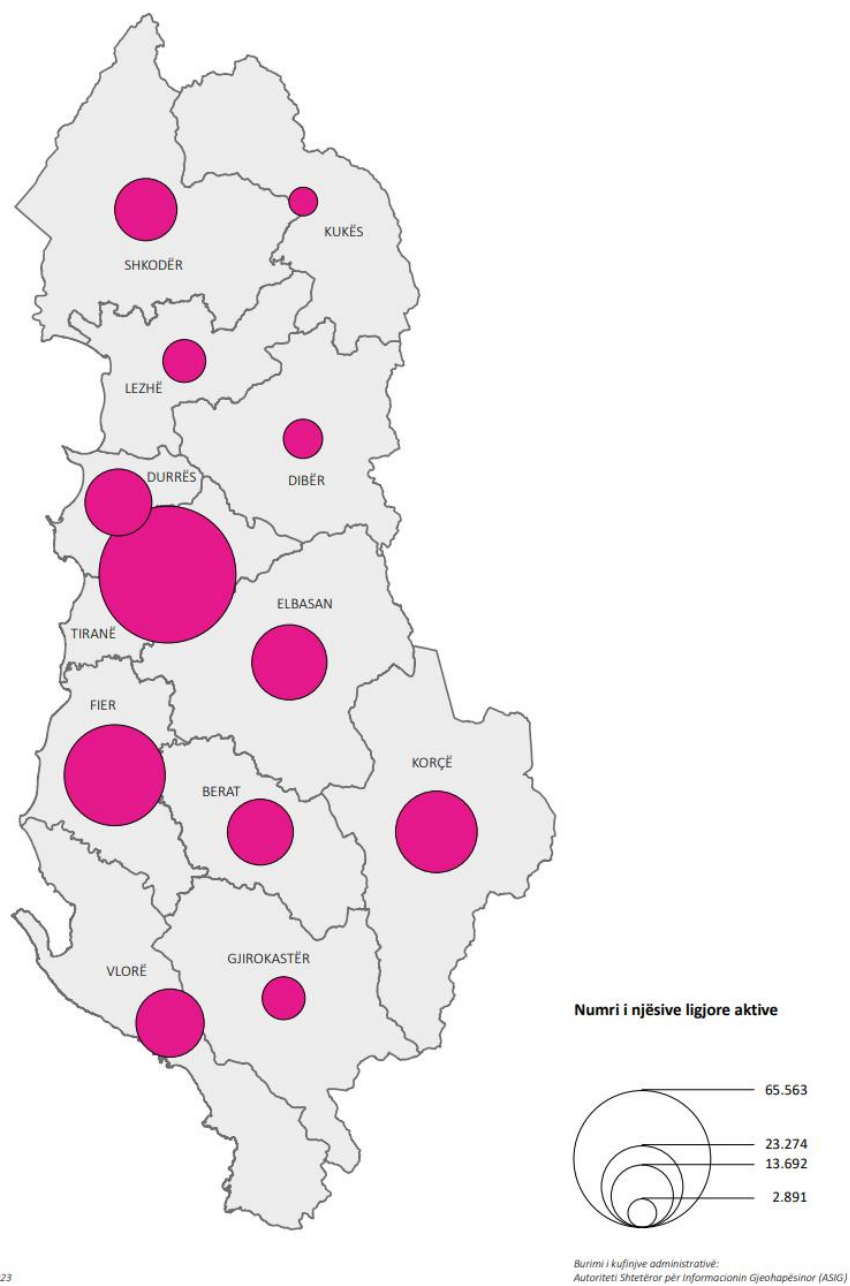 KUKËS
SHKODËR
LEZHË
DURRËS
DIBËR
ELBASAN
TIRANË
FIER
KORÇË
BERAT
GJIROKASTËR
VLORË
Numri i njësive ligjore aktive
65.563
23.274
13.692
2.891
Burimi i kufinjve administrativë:
23
Autoriteti Shtetëror për Informacionin Gjeohapësinor (ASIG)